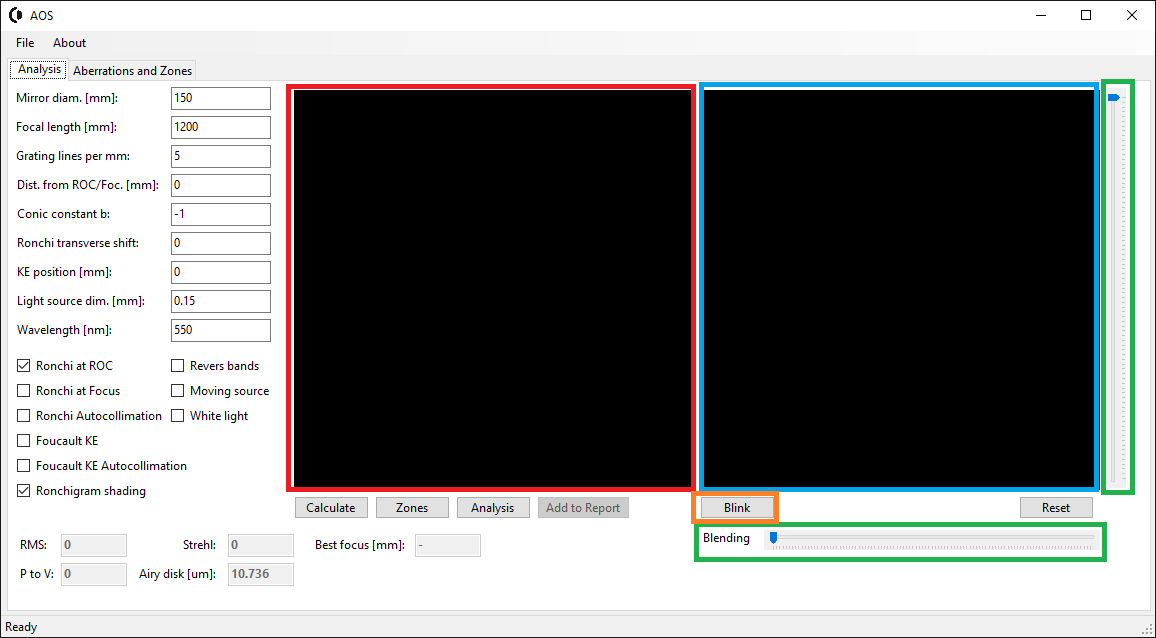 AOS
File About
Analysis Aberrations and Zones
Mirror diam. [mm]: 150
Focal length [mm]: 1200
Grating lines per mm: 5
Dist. from ROC/Foc. [mm]: 0
Conic constant b: -1
Ronchi transverse shift: 0
KE position [mm]: 0
Light source dim. [mm]: 0.15
Wavelength [nm]: 550
Ronchi at ROC Revers bands
Ronchi at Focus Moving source
Ronchi Autocollimation White light
Foucault KE
Foucault KE Autocollimation
Ronchigram shading
Calculate Zones Analysis Add to Report Blink Reset
Blending
RMS: 0 Strehl: 0 Best focus [mm]: -
P to V: 0 Airy disk [um]: 10.736
Ready